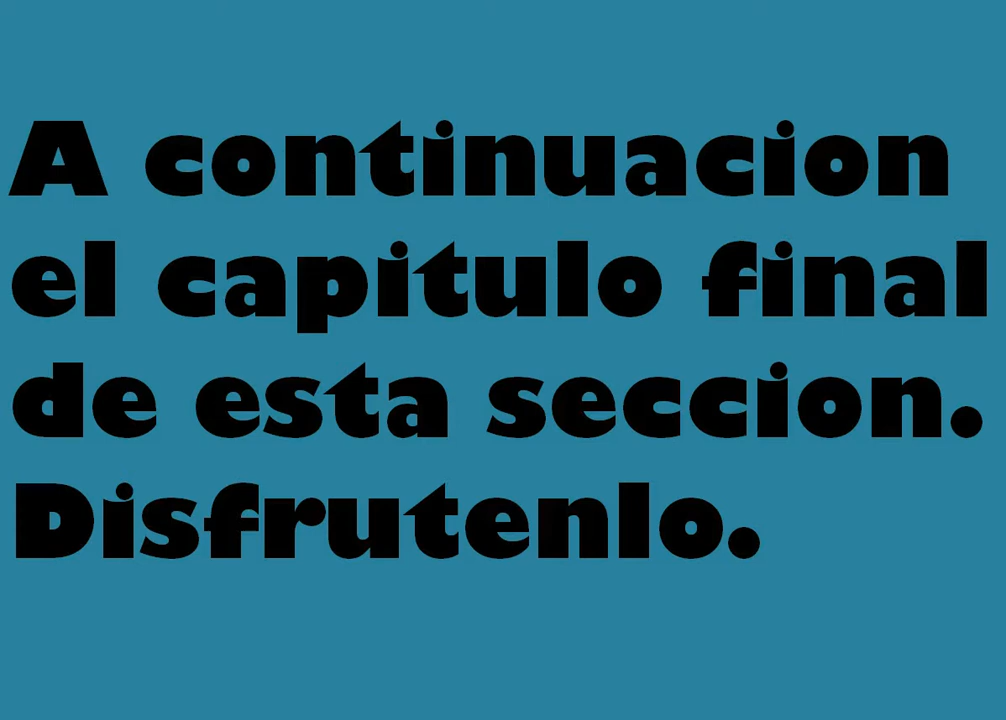 A continuacion
el capitulo final
de esta seccion.
Disfrutenlo.